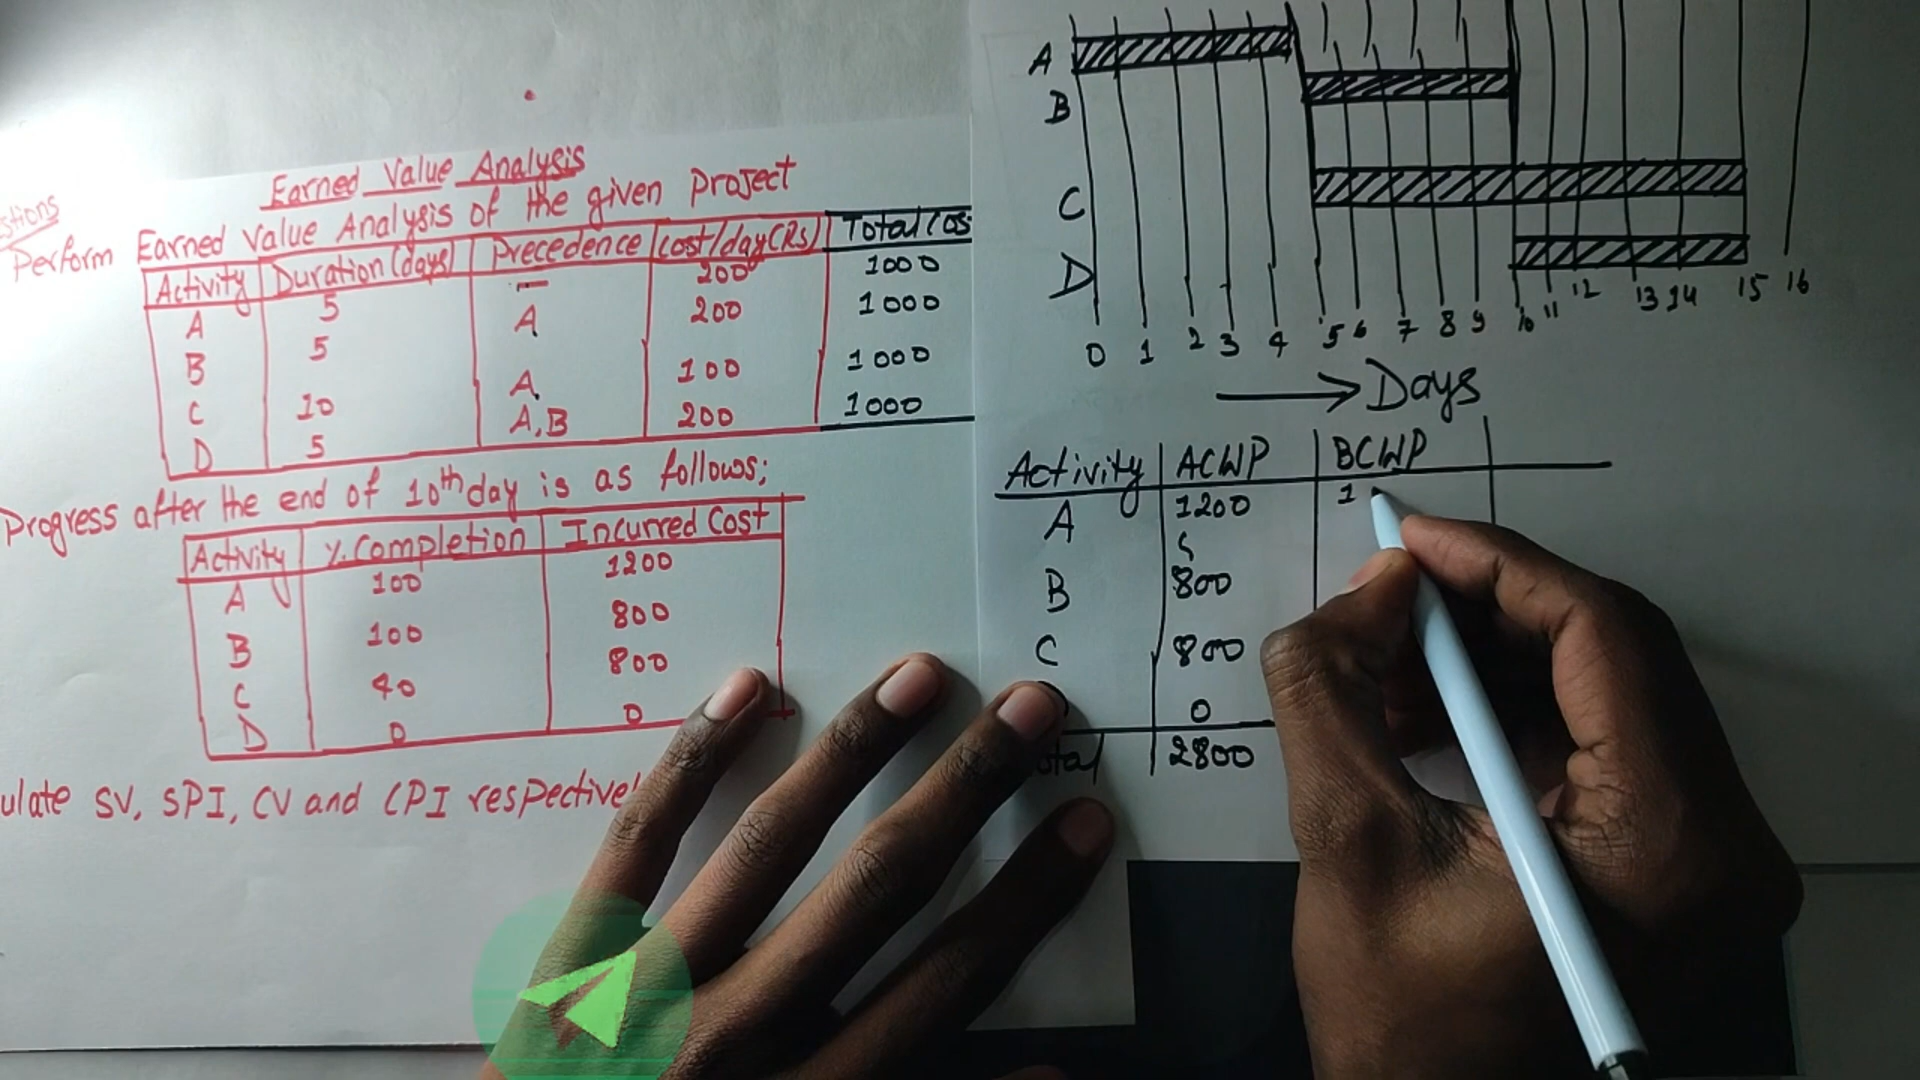 Earned Value Analysis
Perform Earned Value Analysis of the given project
Activity Duration (days) Precedence cost/day(Rs) Total Cos
A 5 — 200 1000
B 5 A 200 1000
C 10 A 100 1000
D 5 A,B 200 1000
Progress after the end of 10th day is as follows;
Activity %.Completion Incurred Cost
A 100 1200
B 100 800
C 40 800
D 0 0
SV, SPI, CV and CPI
A
B
C
D
0 1 2 3 4 5 6 7 8 9 10 11 12 13 14 15 16
Days
Activity ACWP BCWP
A 1200 1
B 800
C 800
0
2800